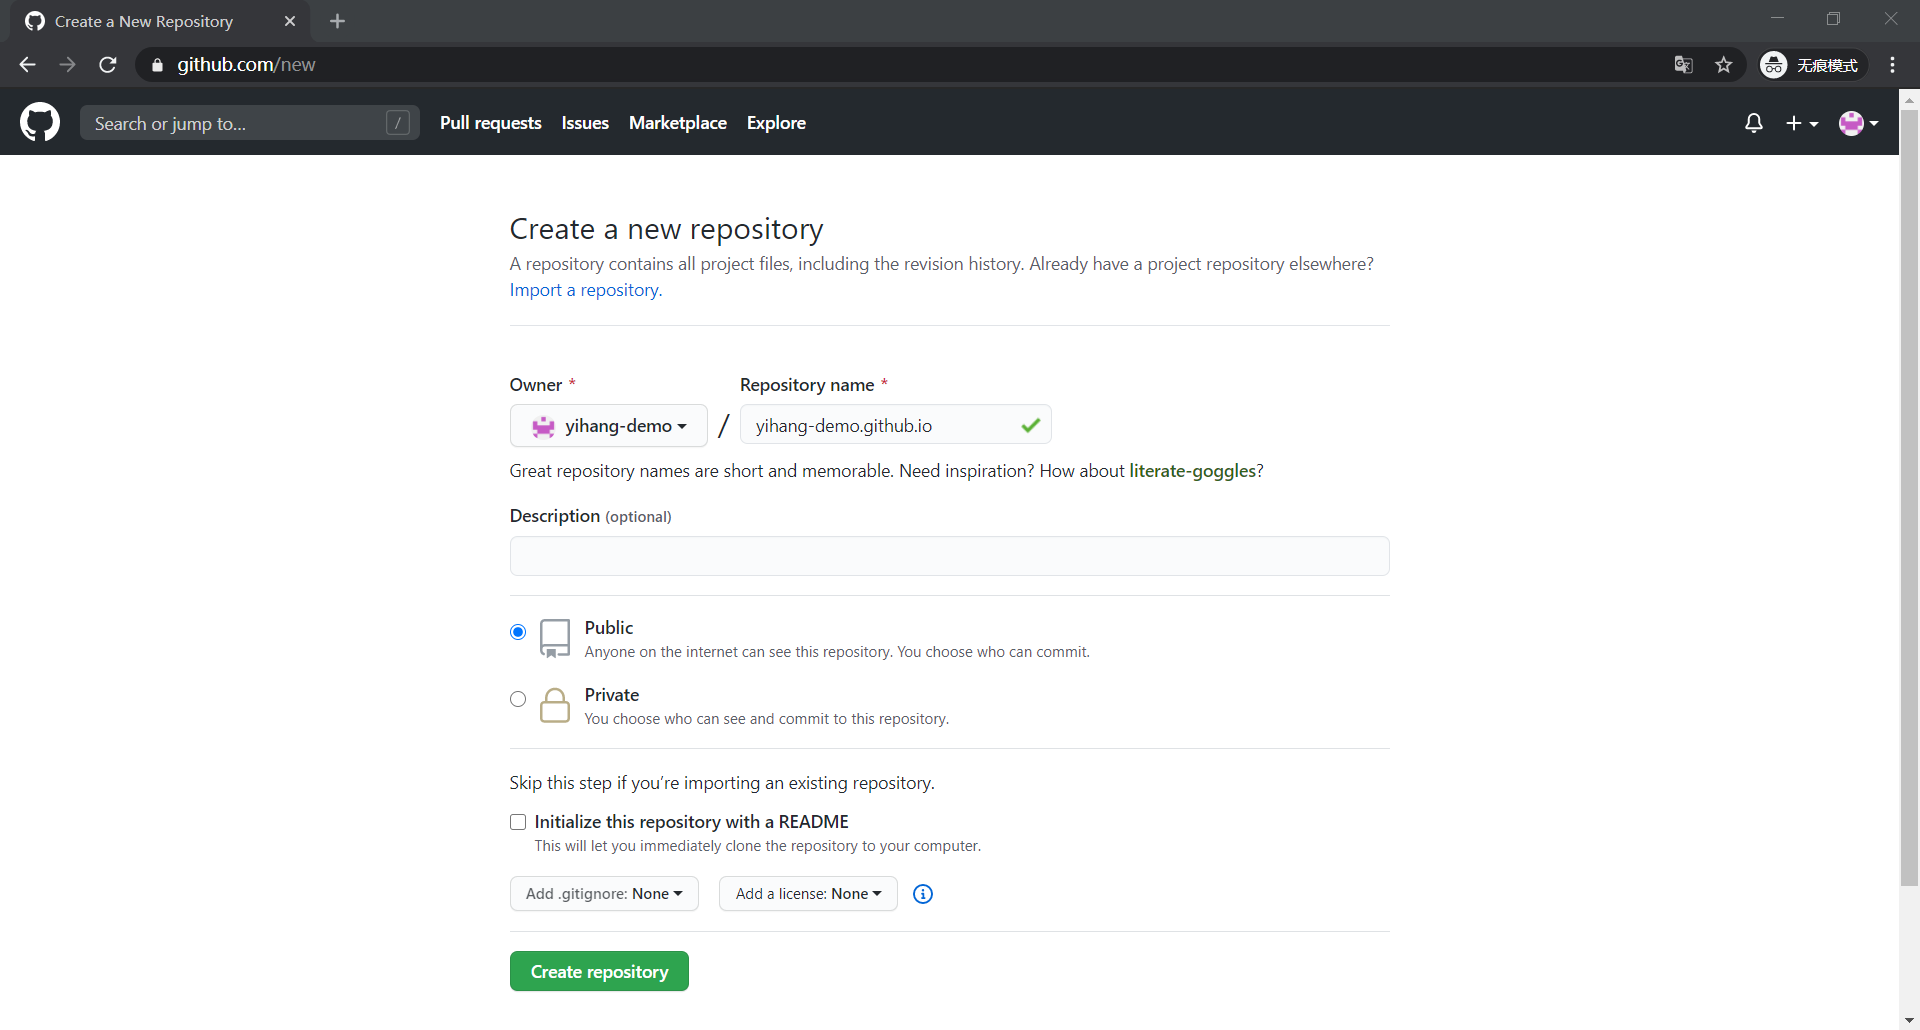 Create a New Repository
github.com/new
无痕模式
Search or jump to...
/
Pull requests
Issues
Marketplace
Explore
Create a new repository
A repository contains all project files, including the revision history. Already have a project repository elsewhere?
Import a repository.
Owner *
Repository name *
yihang-demo
/
yihang-demo.github.io
Great repository names are short and memorable. Need inspiration? How about literate-goggles?
Description (optional)
Public
Anyone on the internet can see this repository. You choose who can commit.
Private
You choose who can see and commit to this repository.
Skip this step if you’re importing an existing repository.
Initialize this repository with a README
This will let you immediately clone the repository to your computer.
Add .gitignore: None
Add a license: None
Create repository